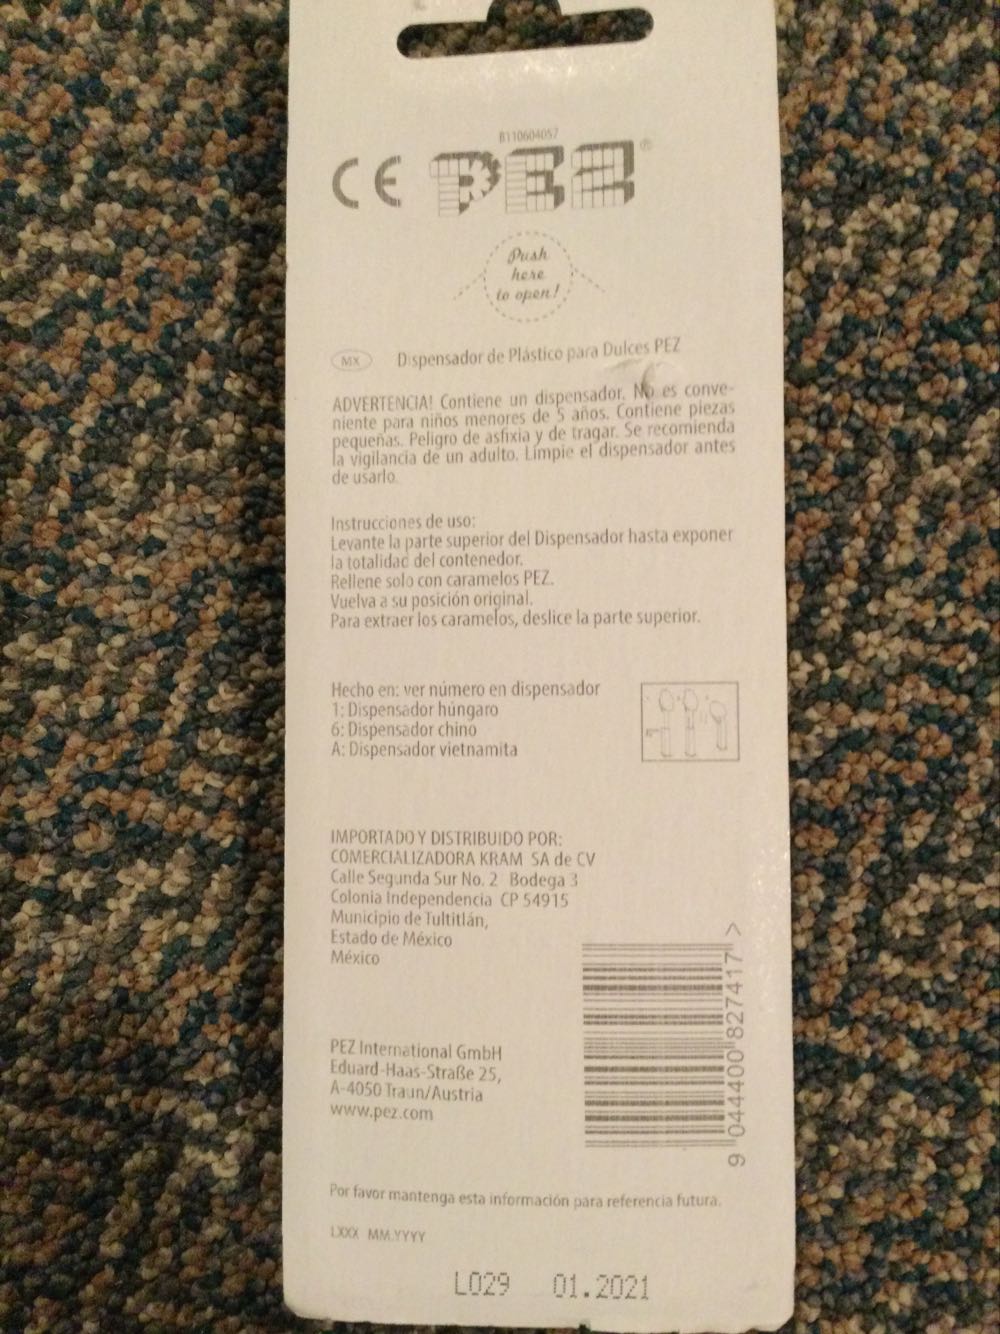 B110604057
CE PEZ®
Push
here
to open!
MX Dispensador de Plástico para Dulces PEZ
ADVERTENCIA! Contiene un dispensador. No es conve-
niente para niños menores de 5 años. Contiene piezas
pequeñas. Peligro de asfixia y de tragar. Se recomienda
la vigilancia de un adulto. Limpie el dispensador antes
de usarlo.
Instrucciones de uso:
Levante la parte superior del Dispensador hasta exponer
la totalidad del contenedor.
Rellene solo con caramelos PEZ.
Vuelva a su posición original.
Para extraer los caramelos, deslice la parte superior.
Hecho en: ver número en dispensador
1: Dispensador húngaro
6: Dispensador chino
A: Dispensador vietnamita
IMPORTADO Y DISTRIBUIDO POR:
COMERCIALIZADORA KRAM SA de CV
Calle Segunda Sur No. 2 Bodega 3
Colonia Independencia CP 54915
Municipio de Tultitlán,
Estado de México
México
PEZ International GmbH
Eduard-Haas-Straße 25,
A-4050 Traun/Austria
www.pez.com
9 044400 827417 >
Por favor mantenga esta información para referencia futura.
LXXX MM.YYYY
L029 01.2021